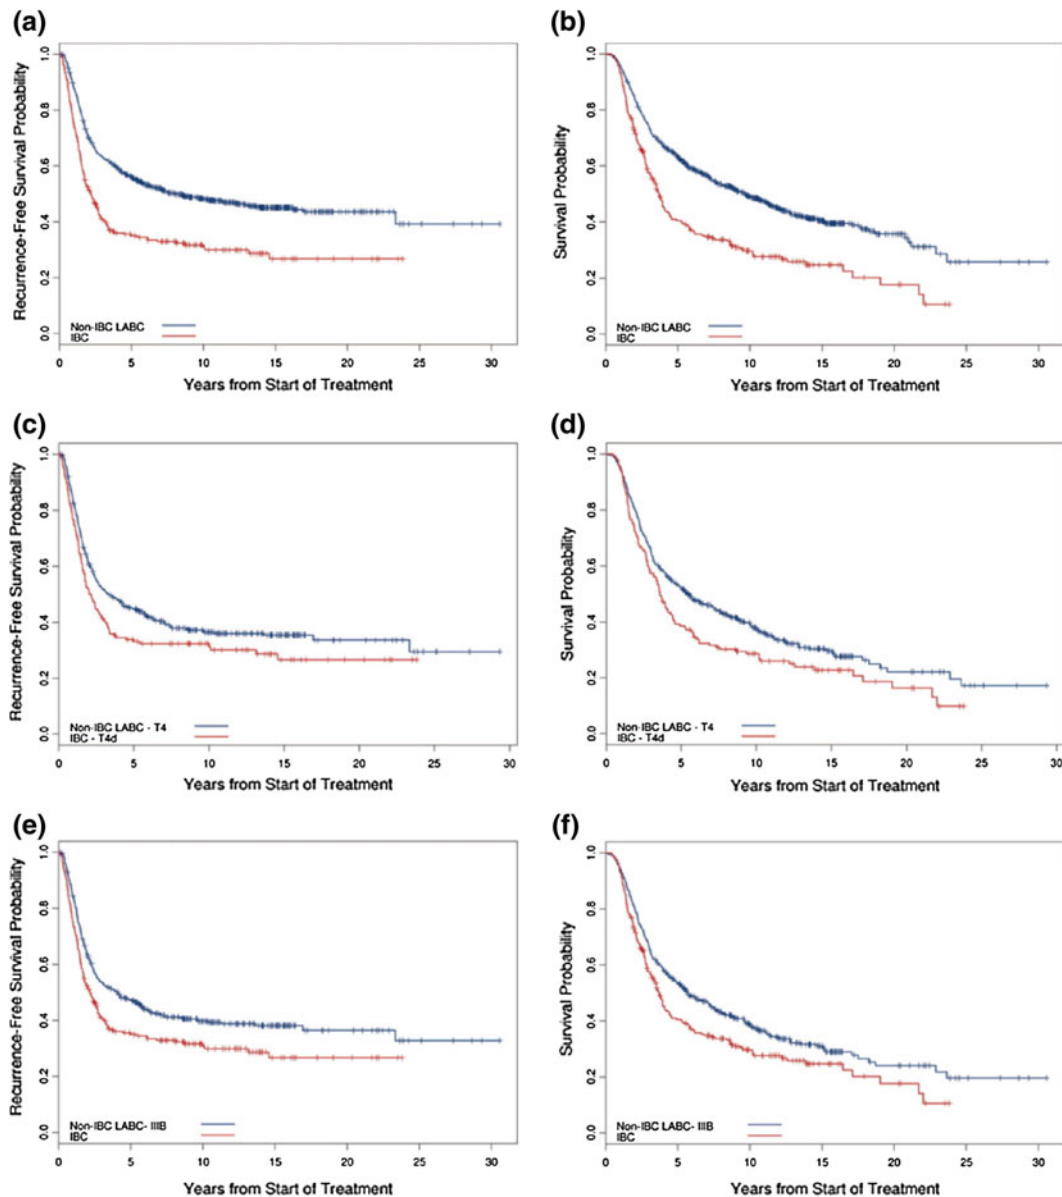 (a)
Recurrence-Free Survival Probability
1.0
0.8
0.6
0.4
0.2
0.0
Non-IBC LABC
IBC
0 5 10 15 20 25 30
Years from Start of Treatment
(b)
Survival Probability
1.0
0.8
0.6
0.4
0.2
0.0
Non-IBC LABC
IBC
0 5 10 15 20 25 30
Years from Start of Treatment
(c)
Recurrence-Free Survival Probability
1.0
0.8
0.6
0.4
0.2
0.0
Non-IBC LABC - T4
IBC - T4d
0 5 10 15 20 25 30
Years from Start of Treatment
(d)
Survival Probability
1.0
0.8
0.6
0.4
0.2
0.0
Non-IBC LABC - T4
IBC - T4d
0 5 10 15 20 25 30
Years from Start of Treatment
(e)
Recurrence-Free Survival Probability
1.0
0.8
0.6
0.4
0.2
0.0
Non-IBC LABC- IIIB
IBC
0 5 10 15 20 25 30
Years from Start of Treatment
(f)
Survival Probability
1.0
0.8
0.6
0.4
0.2
0.0
Non-IBC LABC- IIIB
IBC
0 5 10 15 20 25 30
Years from Start of Treatment